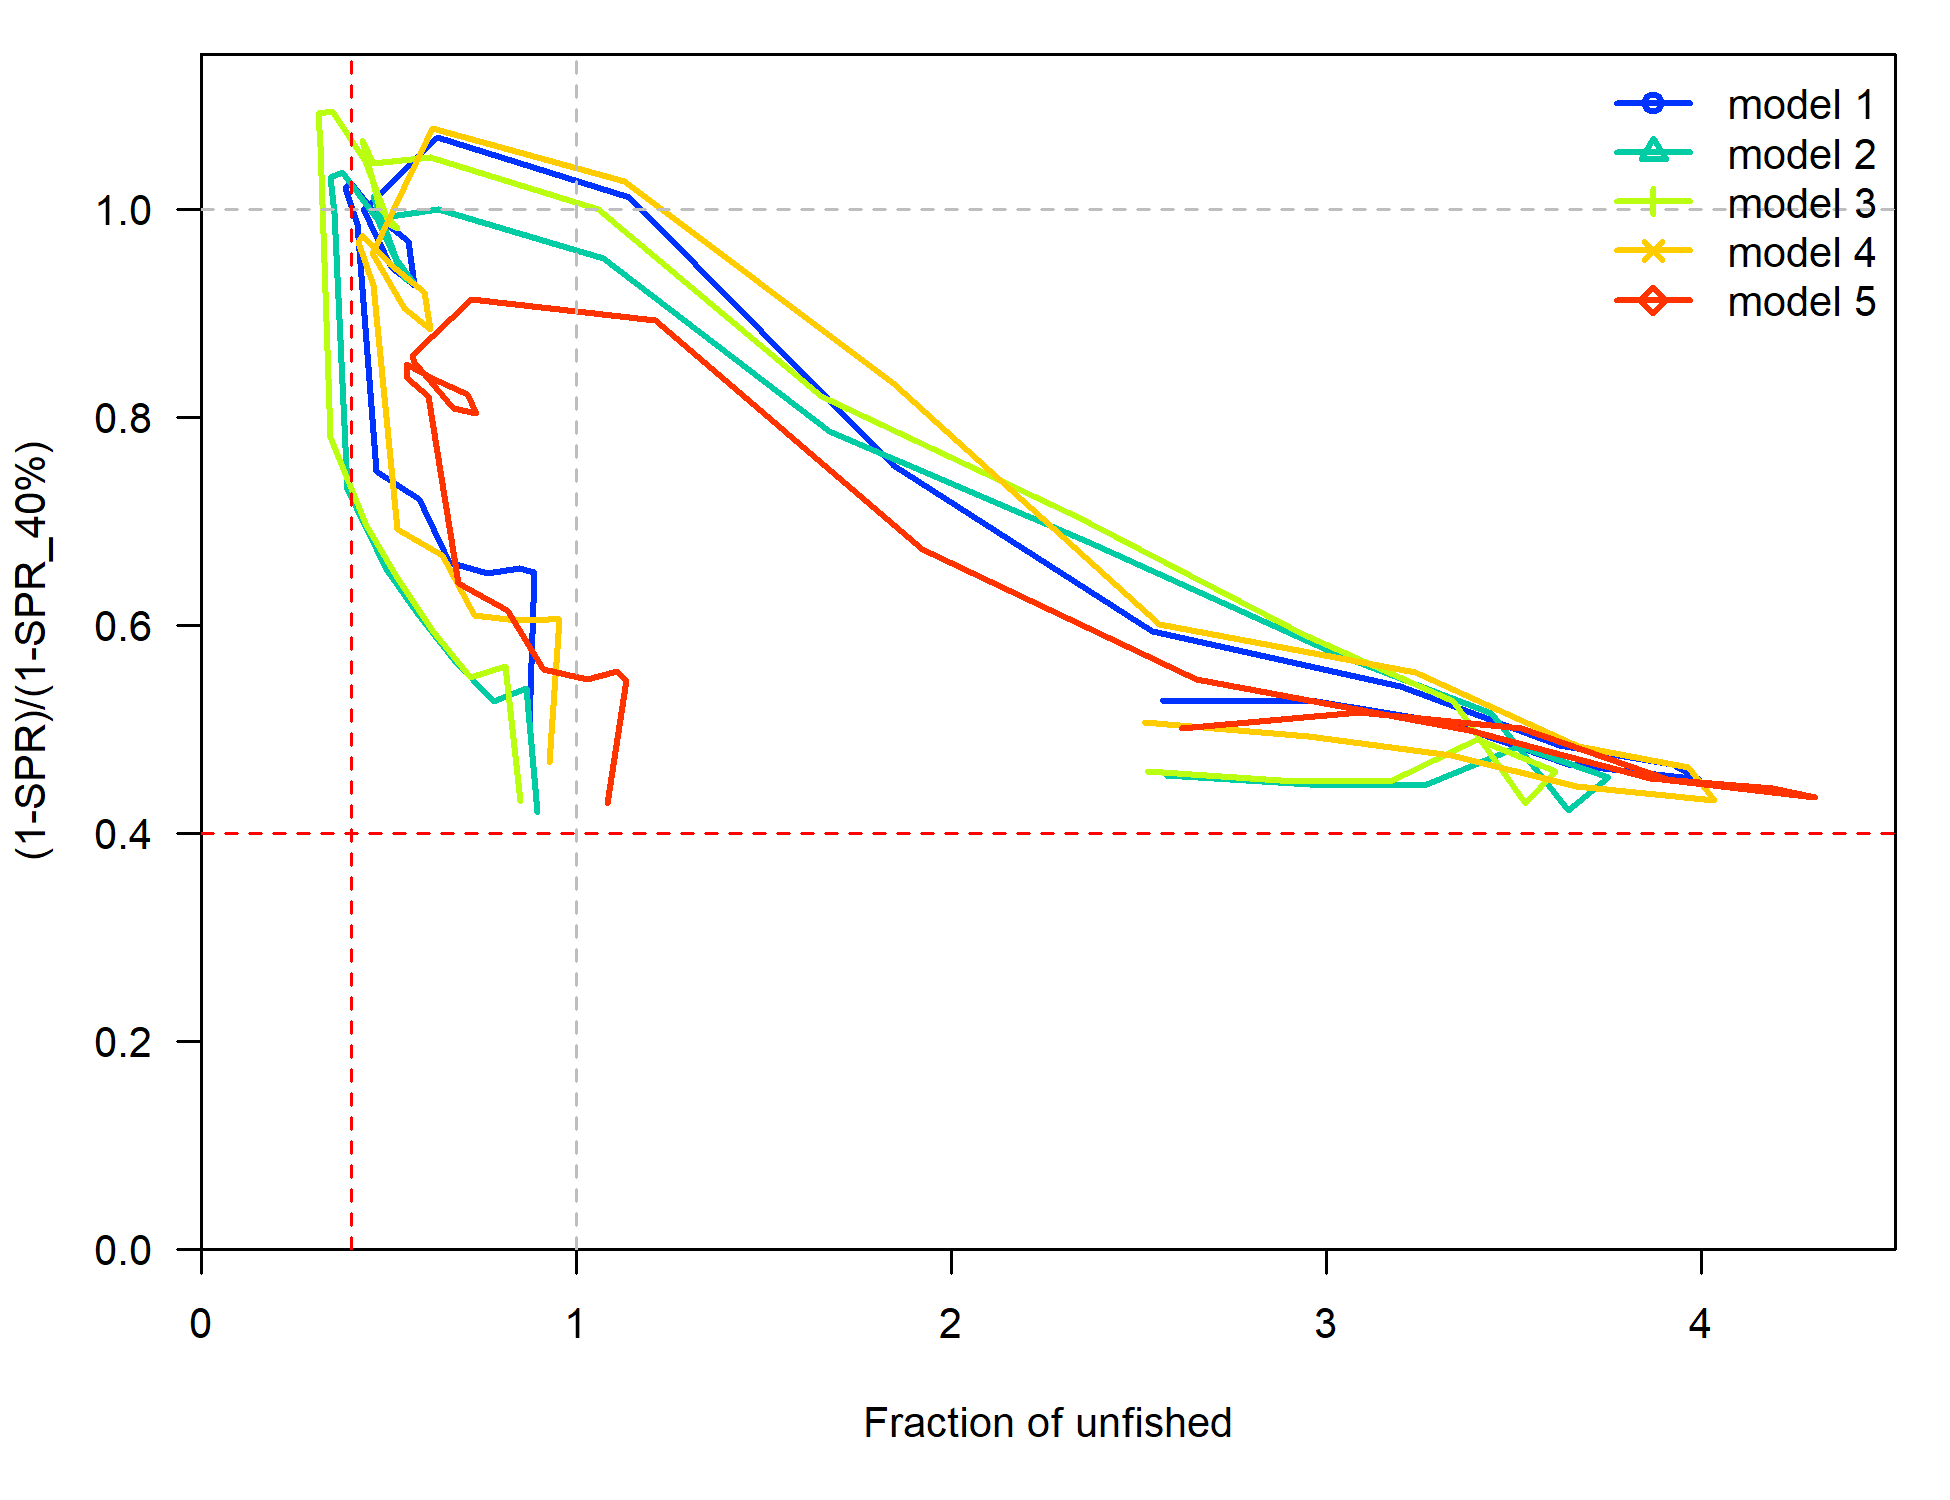 model 1
model 2
model 3
model 4
model 5
(1-SPR)/(1-SPR_40%)
1.0
0.8
0.6
0.4
0.2
0.0
0 1 2 3 4
Fraction of unfished